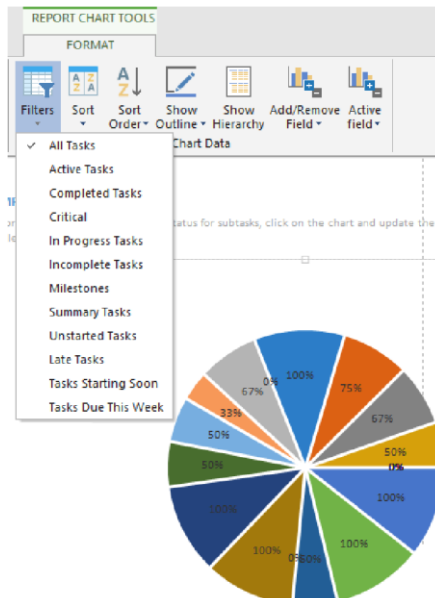 REPORT CHART TOOLS
FORMAT
Filters
Sort
Sort Order
Show Outline
Show Hierarchy
Add/Remove Field
Active field
Chart Data
All Tasks
Active Tasks
Completed Tasks
Critical
In Progress Tasks
Incomplete Tasks
Milestones
Summary Tasks
Unstarted Tasks
Late Tasks
Tasks Starting Soon
Tasks Due This Week
status for subtasks, click on the chart and update the
0%
100%
75%
67%
67%
33%
50%
50%
50%
0%
100%
100%
100%
100%